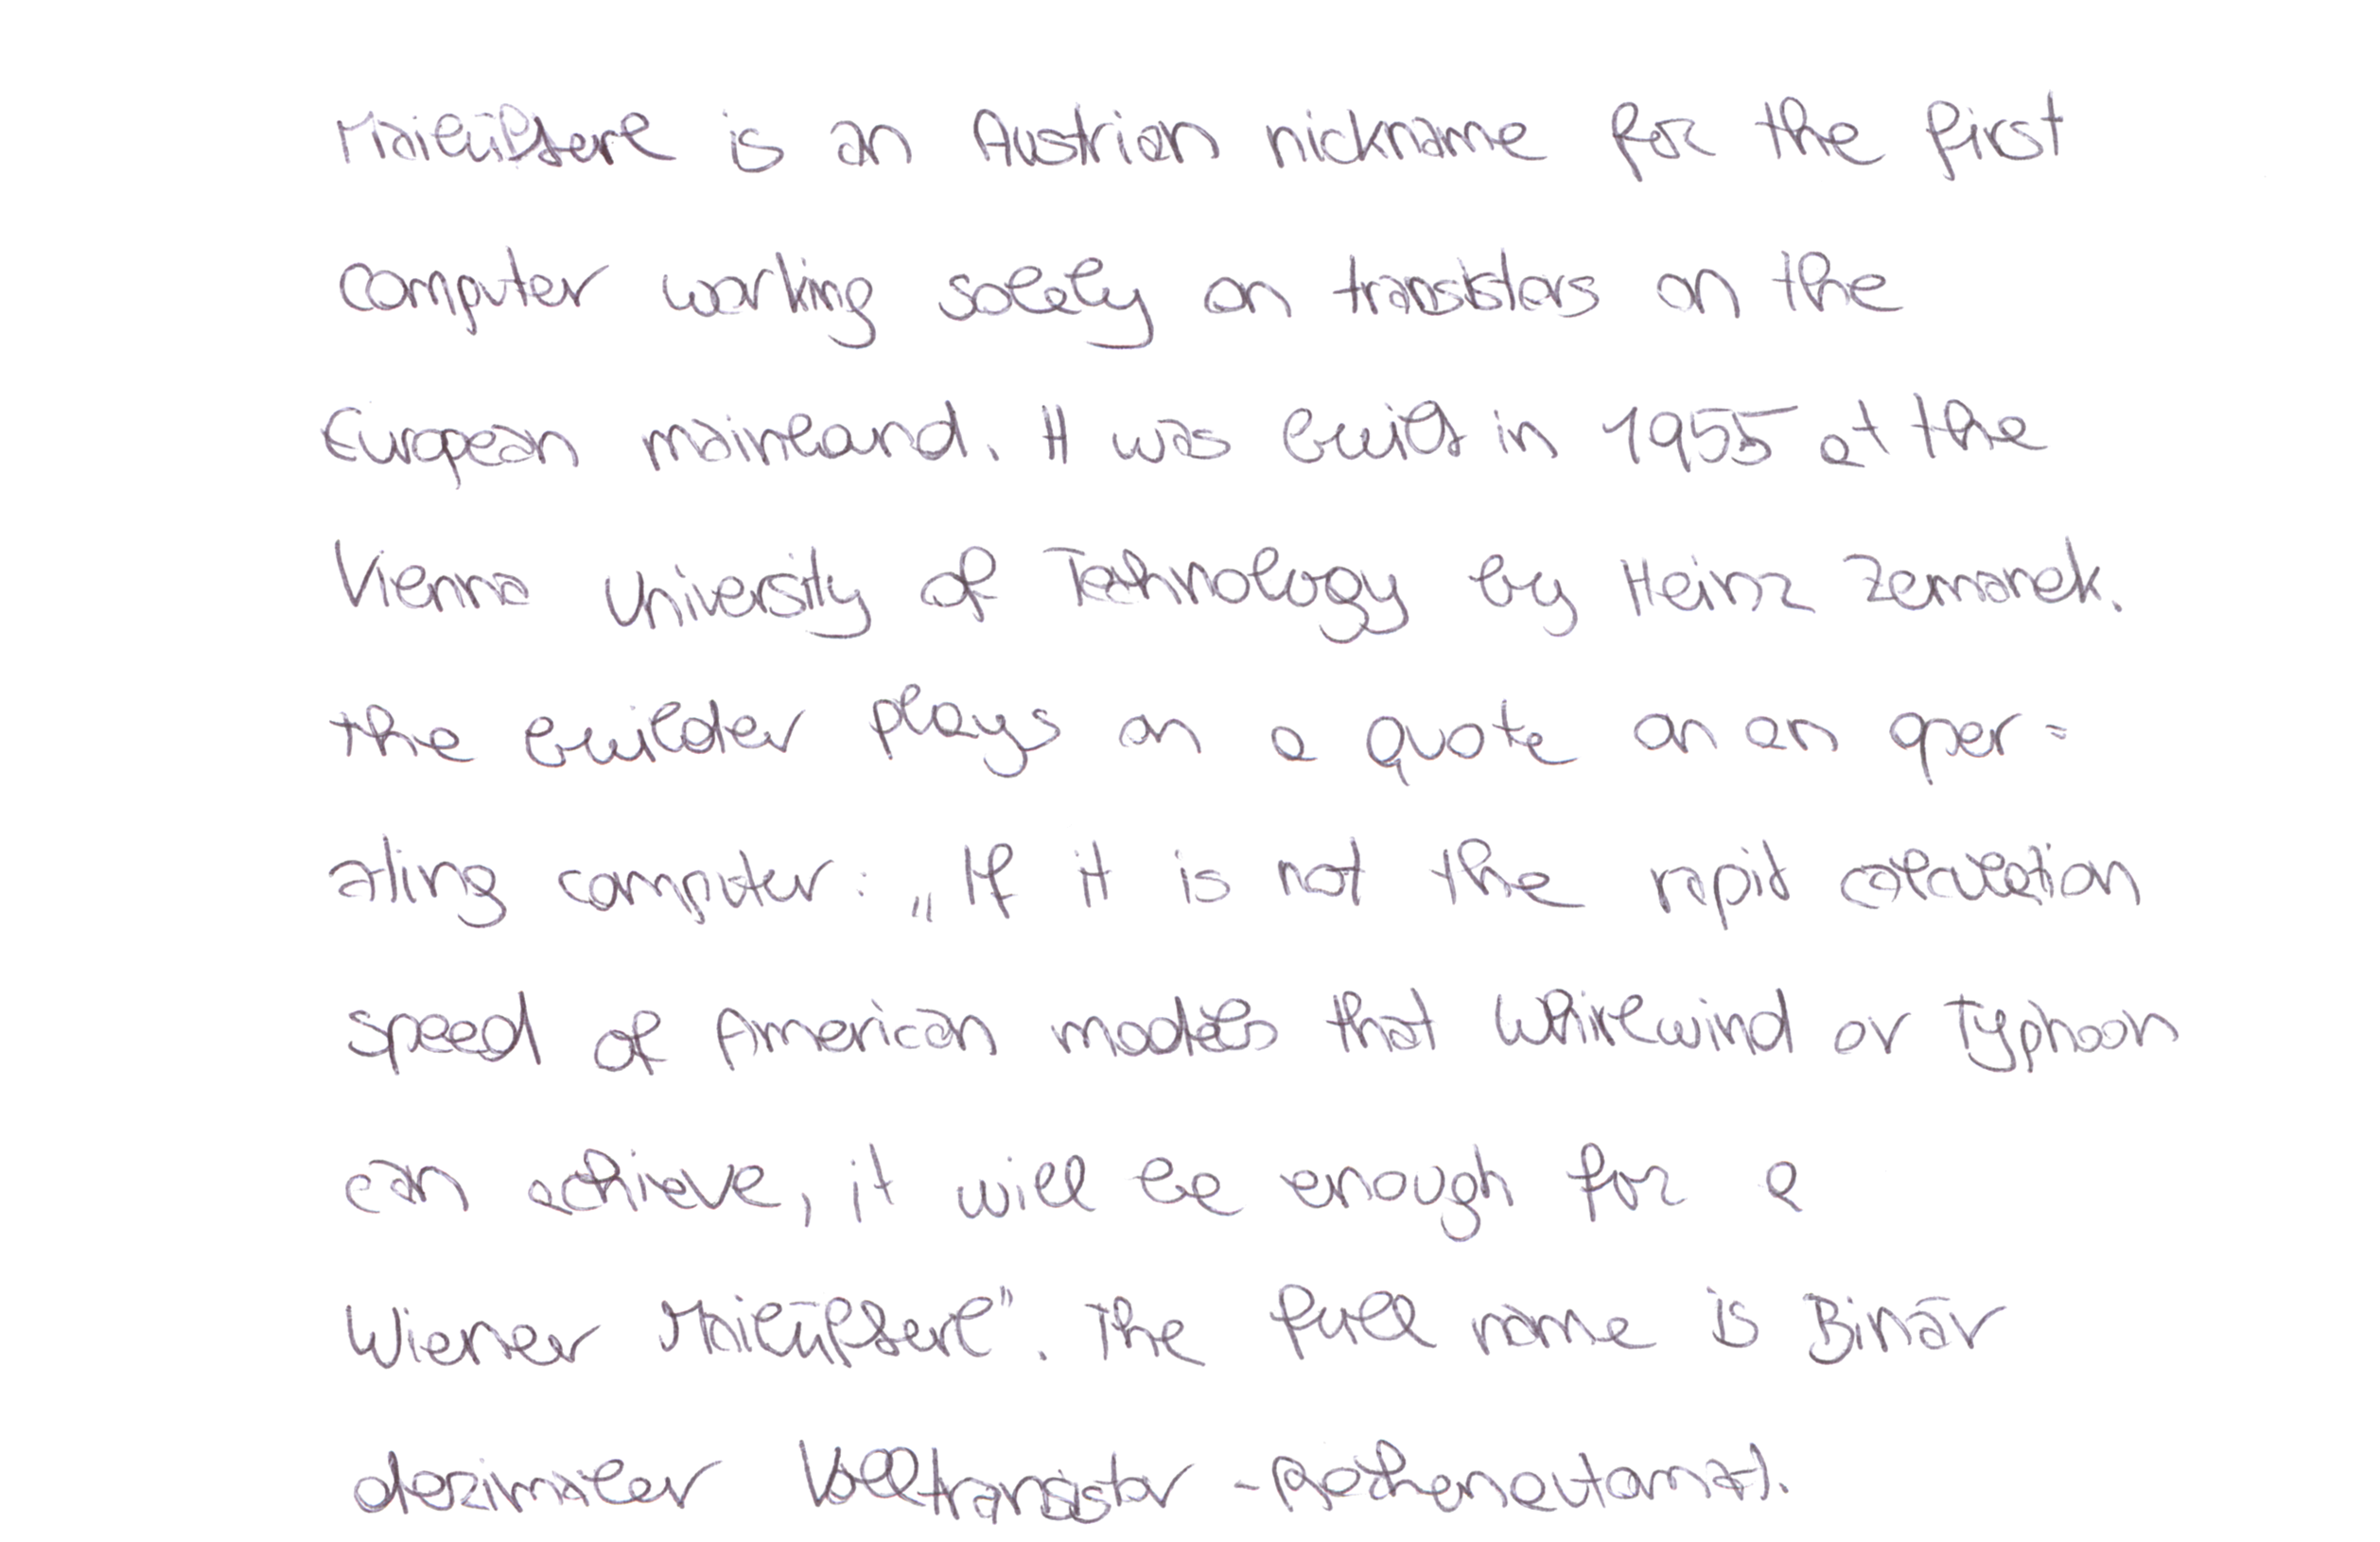 Mailüfterl is an Austrian nickname for the first
computer working solely on transistors on the
European mainland. It was built in 1955 at the
Vienna University of Technology by Heinz Zemanek.
The builder plays on a quote on an oper=
ating computer: „If it is not the rapid calculation
speed of American models that Whirlwind or Typhoon
can achieve, it will be enough for a
Wiener Mailüfterl". The full name is Binär
dezimaler Volltransistor-Rechenautomat.